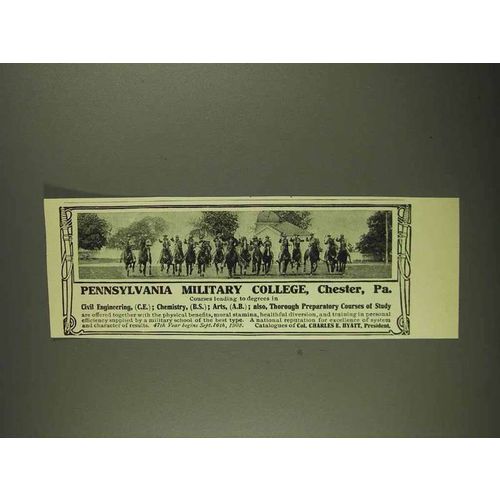 PENNSYLVANIA MILITARY COLLEGE, Chester, Pa.
Courses leading to degrees in
Civil Engineering, (C.E.); Chemistry, (B.S.); Arts, (A.B.); also, Thorough Preparatory Courses of Study
are offered together with the physical benefits, moral stamina, healthful diversion, and training in personal
efficiency supplied by a military school of the best type. A national reputation for excellence of system
and character of results. 47th Year begins Sept. 16th, 1908. Catalogues of Col. CHARLES E. HYATT, President.